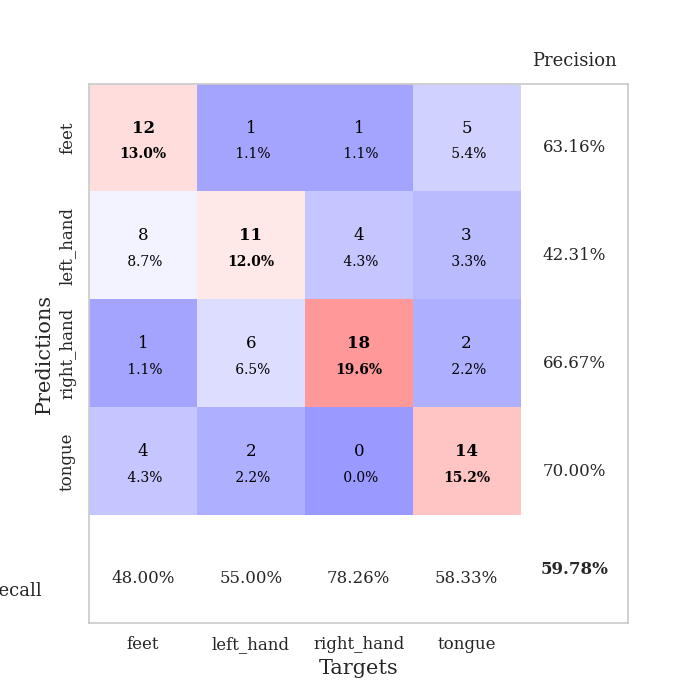 Precision
feet
12 1 1 5
13.0% 1.1% 1.1% 5.4%
63.16%
left_hand
8 11 4 3
8.7% 12.0% 4.3% 3.3%
42.31%
right_hand
1 6 18 2
1.1% 6.5% 19.6% 2.2%
66.67%
tongue
4 2 0 14
4.3% 2.2% 0.0% 15.2%
70.00%
Predictions
ecall
48.00% 55.00% 78.26% 58.33% 59.78%
feet left_hand right_hand tongue
Targets